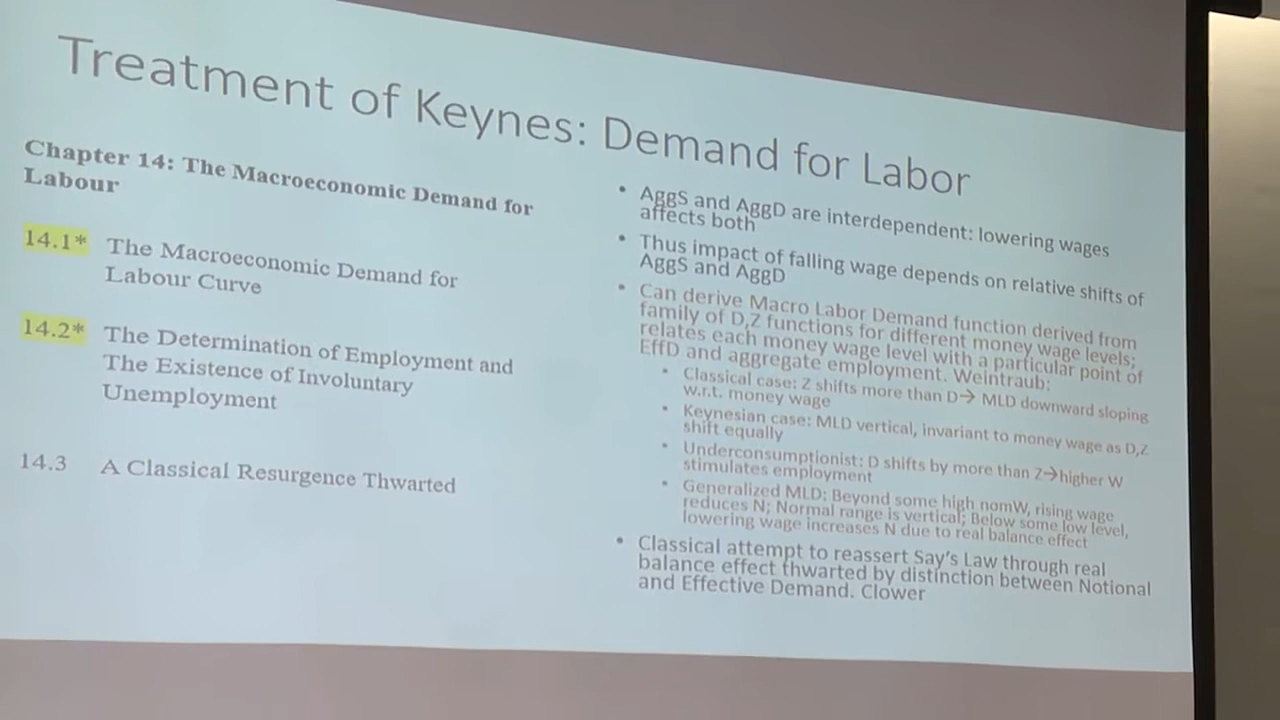 Treatment of Keynes: Demand for Labor
Chapter 14: The Macroeconomic Demand for
Labour
14.1* The Macroeconomic Demand for
Labour Curve
14.2* The Determination of Employment and
The Existence of Involuntary
Unemployment
14.3 A Classical Resurgence Thwarted
• AggS and AggD are interdependent: lowering wages
affects both
• Thus impact of falling wage depends on relative shifts of
AggS and AggD
• Can derive Macro Labor Demand function derived from
family of D,Z functions for different money wage levels;
relates each money wage level with a particular point of
EffD and aggregate employment. Weintraub:
• Classical case: Z shifts more than D→ MLD downward sloping
w.r.t. money wage
• Keynesian case: MLD vertical, invariant to money wage as D,Z
shift equally
• Underconsumptionist: D shifts by more than Z→higher W
stimulates employment
• Generalized MLD: Beyond some high nomW, rising wage
reduces N; Normal range is vertical; Below some low level,
lowering wage increases N due to real balance effect
• Classical attempt to reassert Say's Law through real
balance effect thwarted by distinction between Notional
and Effective Demand. Clower